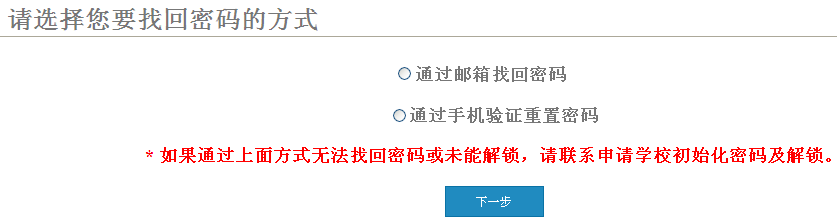 请选择您要找回密码的方式
通过邮箱找回密码
通过手机验证重置密码
* 如果通过上面方式无法找回密码或未能解锁，请联系申请学校初始化密码及解锁。
下一步